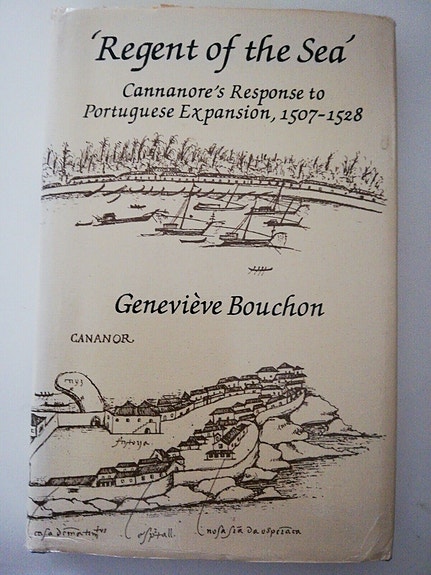 'Regent of the Sea'
Cannanore's Response to
Portuguese Expansion, 1507-1528
Geneviève Bouchon
CANANOR